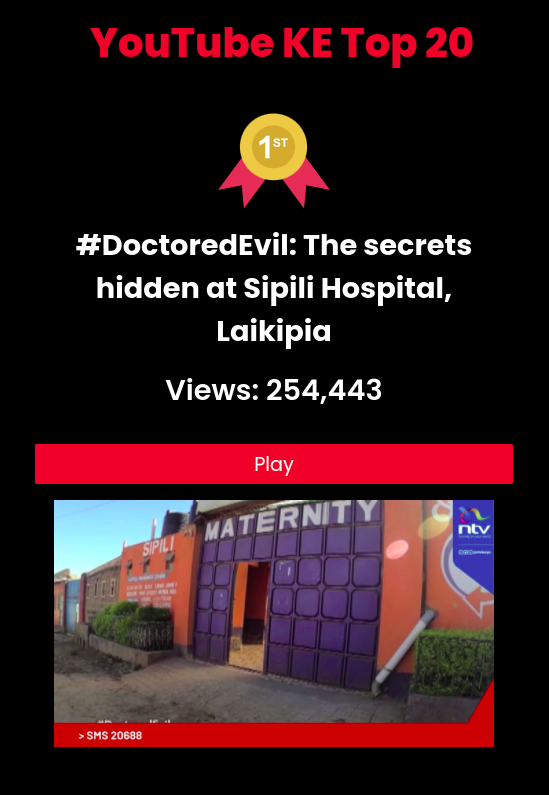 YouTube KE Top 20
1ST
#DoctoredEvil: The secrets
hidden at Sipili Hospital,
Laikipia
Views: 254,443
Play
SIPILI
MATERNITY
ntv
#DoctoredEvil
> SMS 20688